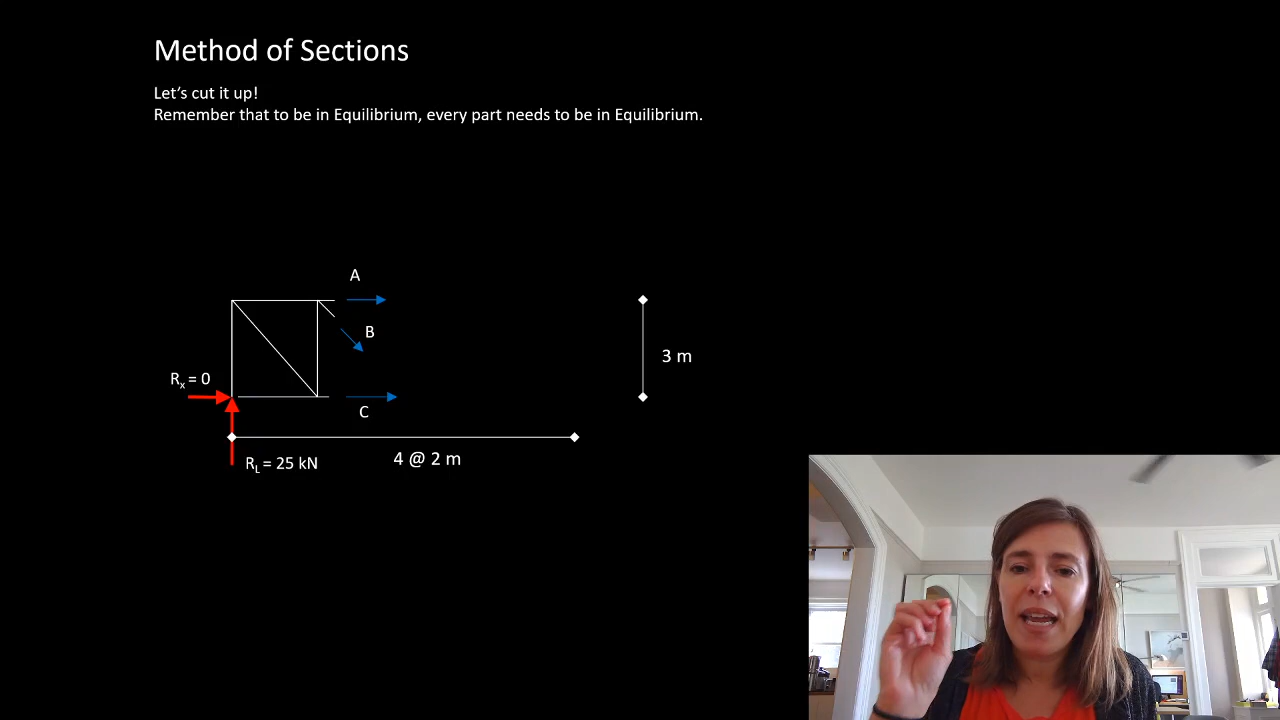 Method of Sections
Let's cut it up!
Remember that to be in Equilibrium, every part needs to be in Equilibrium.
A
B
3 m
Rx = 0
C
4 @ 2 m
RL = 25 kN